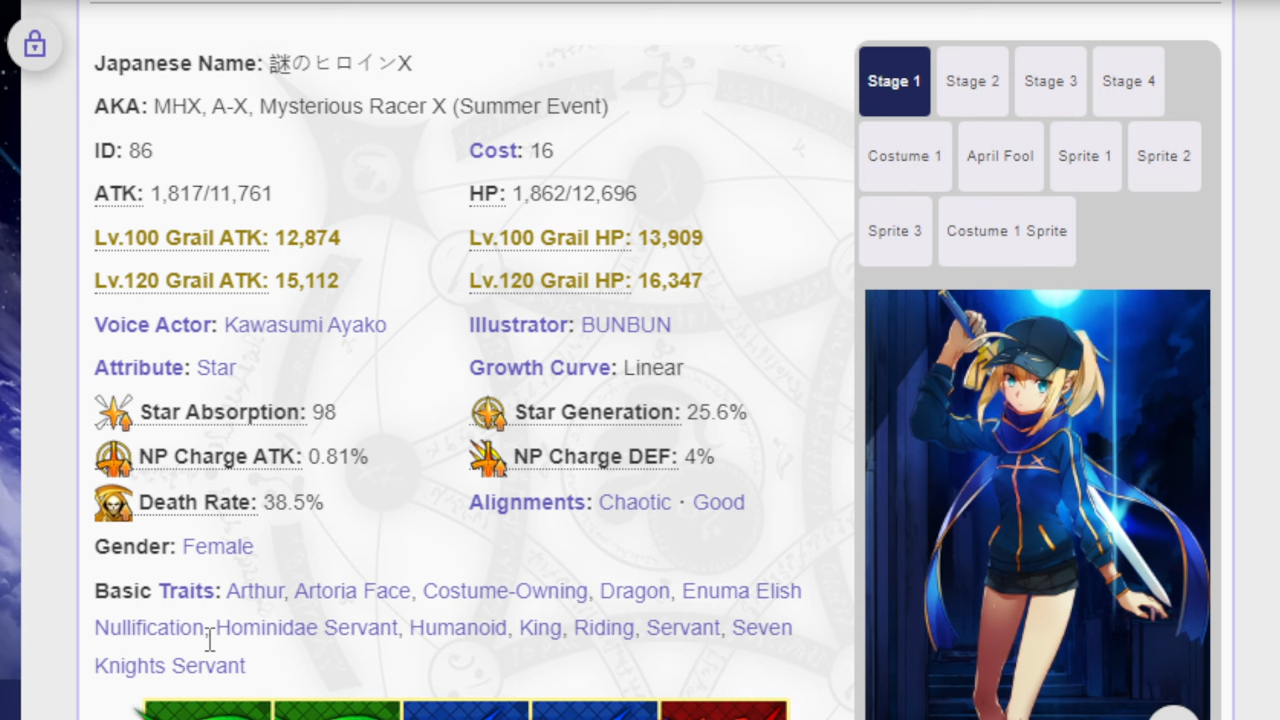 Japanese Name: 謎のヒロインX
AKA: MHX, A-X, Mysterious Racer X (Summer Event)
ID: 86
Cost: 16
ATK: 1,817/11,761
HP: 1,862/12,696
Lv.100 Grail ATK: 12,874
Lv.100 Grail HP: 13,909
Lv.120 Grail ATK: 15,112
Lv.120 Grail HP: 16,347
Voice Actor: Kawasumi Ayako
Illustrator: BUNBUN
Attribute: Star
Growth Curve: Linear
Star Absorption: 98
Star Generation: 25.6%
NP Charge ATK: 0.81%
NP Charge DEF: 4%
Death Rate: 38.5%
Alignments: Chaotic · Good
Gender: Female
Basic Traits: Arthur, Artoria Face, Costume-Owning, Dragon, Enuma Elish
Nullification, Hominidae Servant, Humanoid, King, Riding, Servant, Seven
Knights Servant
Stage 1
Stage 2
Stage 3
Stage 4
Costume 1
April Fool
Sprite 1
Sprite 2
Sprite 3
Costume 1 Sprite